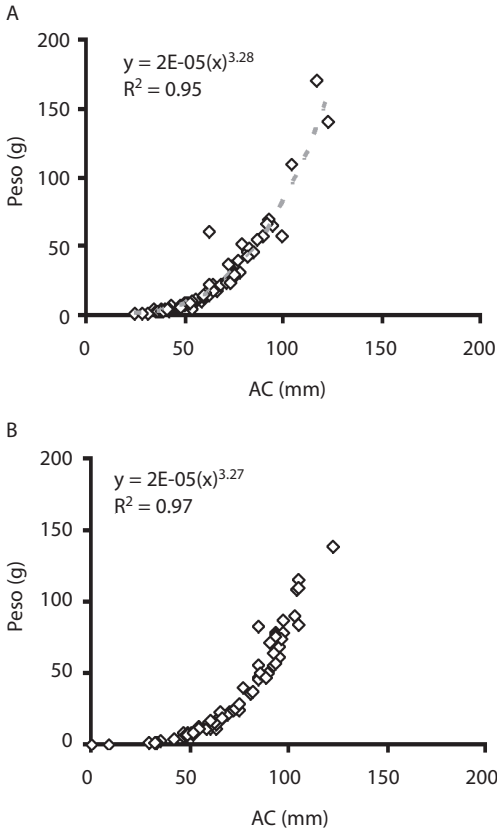 A
200
y = 2E-05(x)^3.28
R² = 0.95
150
Peso (g)
100
50
0
0 50 100 150 200
AC (mm)
B
200
y = 2E-05(x)^3.27
R² = 0.97
150
Peso (g)
100
50
0
0 50 100 150 200
AC (mm)